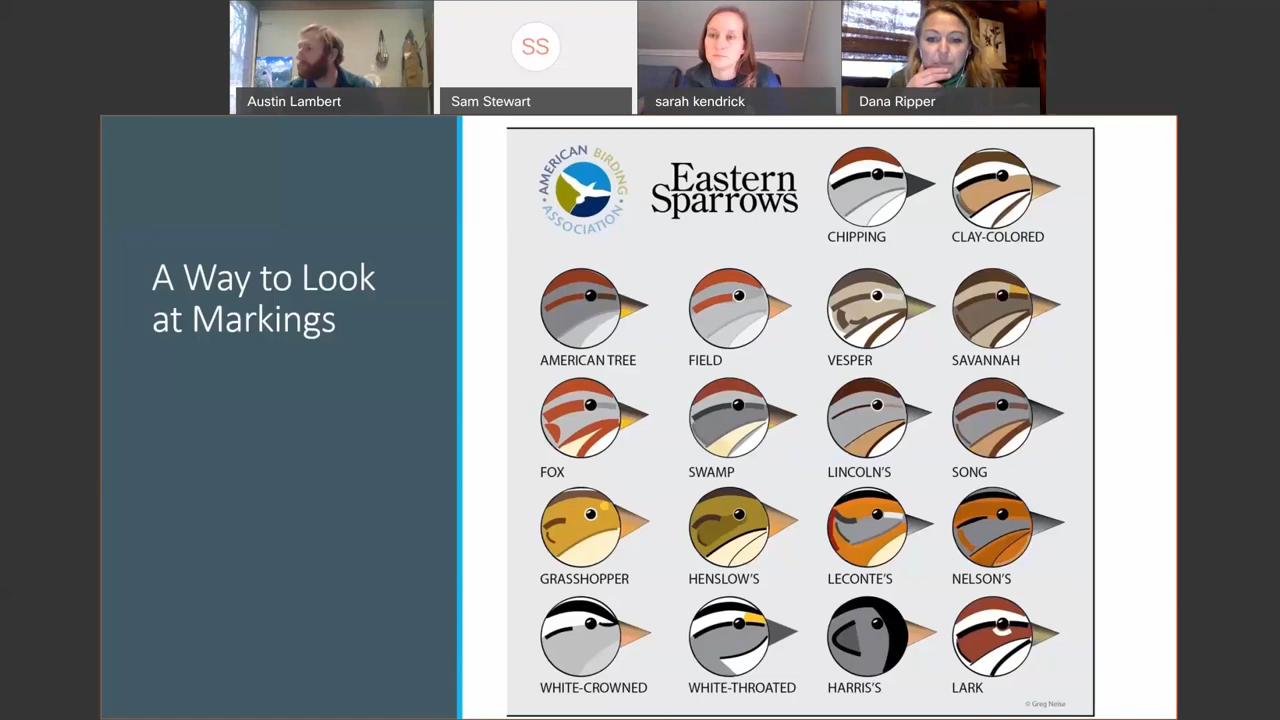 SS
Austin Lambert
Sam Stewart
sarah kendrick
Dana Ripper
A Way to Look
at Markings
AMERICAN BIRDING
ASSOCIATION
Eastern
Sparrows
CHIPPING
CLAY-COLORED
AMERICAN TREE
FIELD
VESPER
SAVANNAH
FOX
SWAMP
LINCOLN'S
SONG
GRASSHOPPER
HENSLOW'S
LECONTE'S
NELSON'S
WHITE-CROWNED
WHITE-THROATED
HARRIS'S
LARK
© Greg Neise